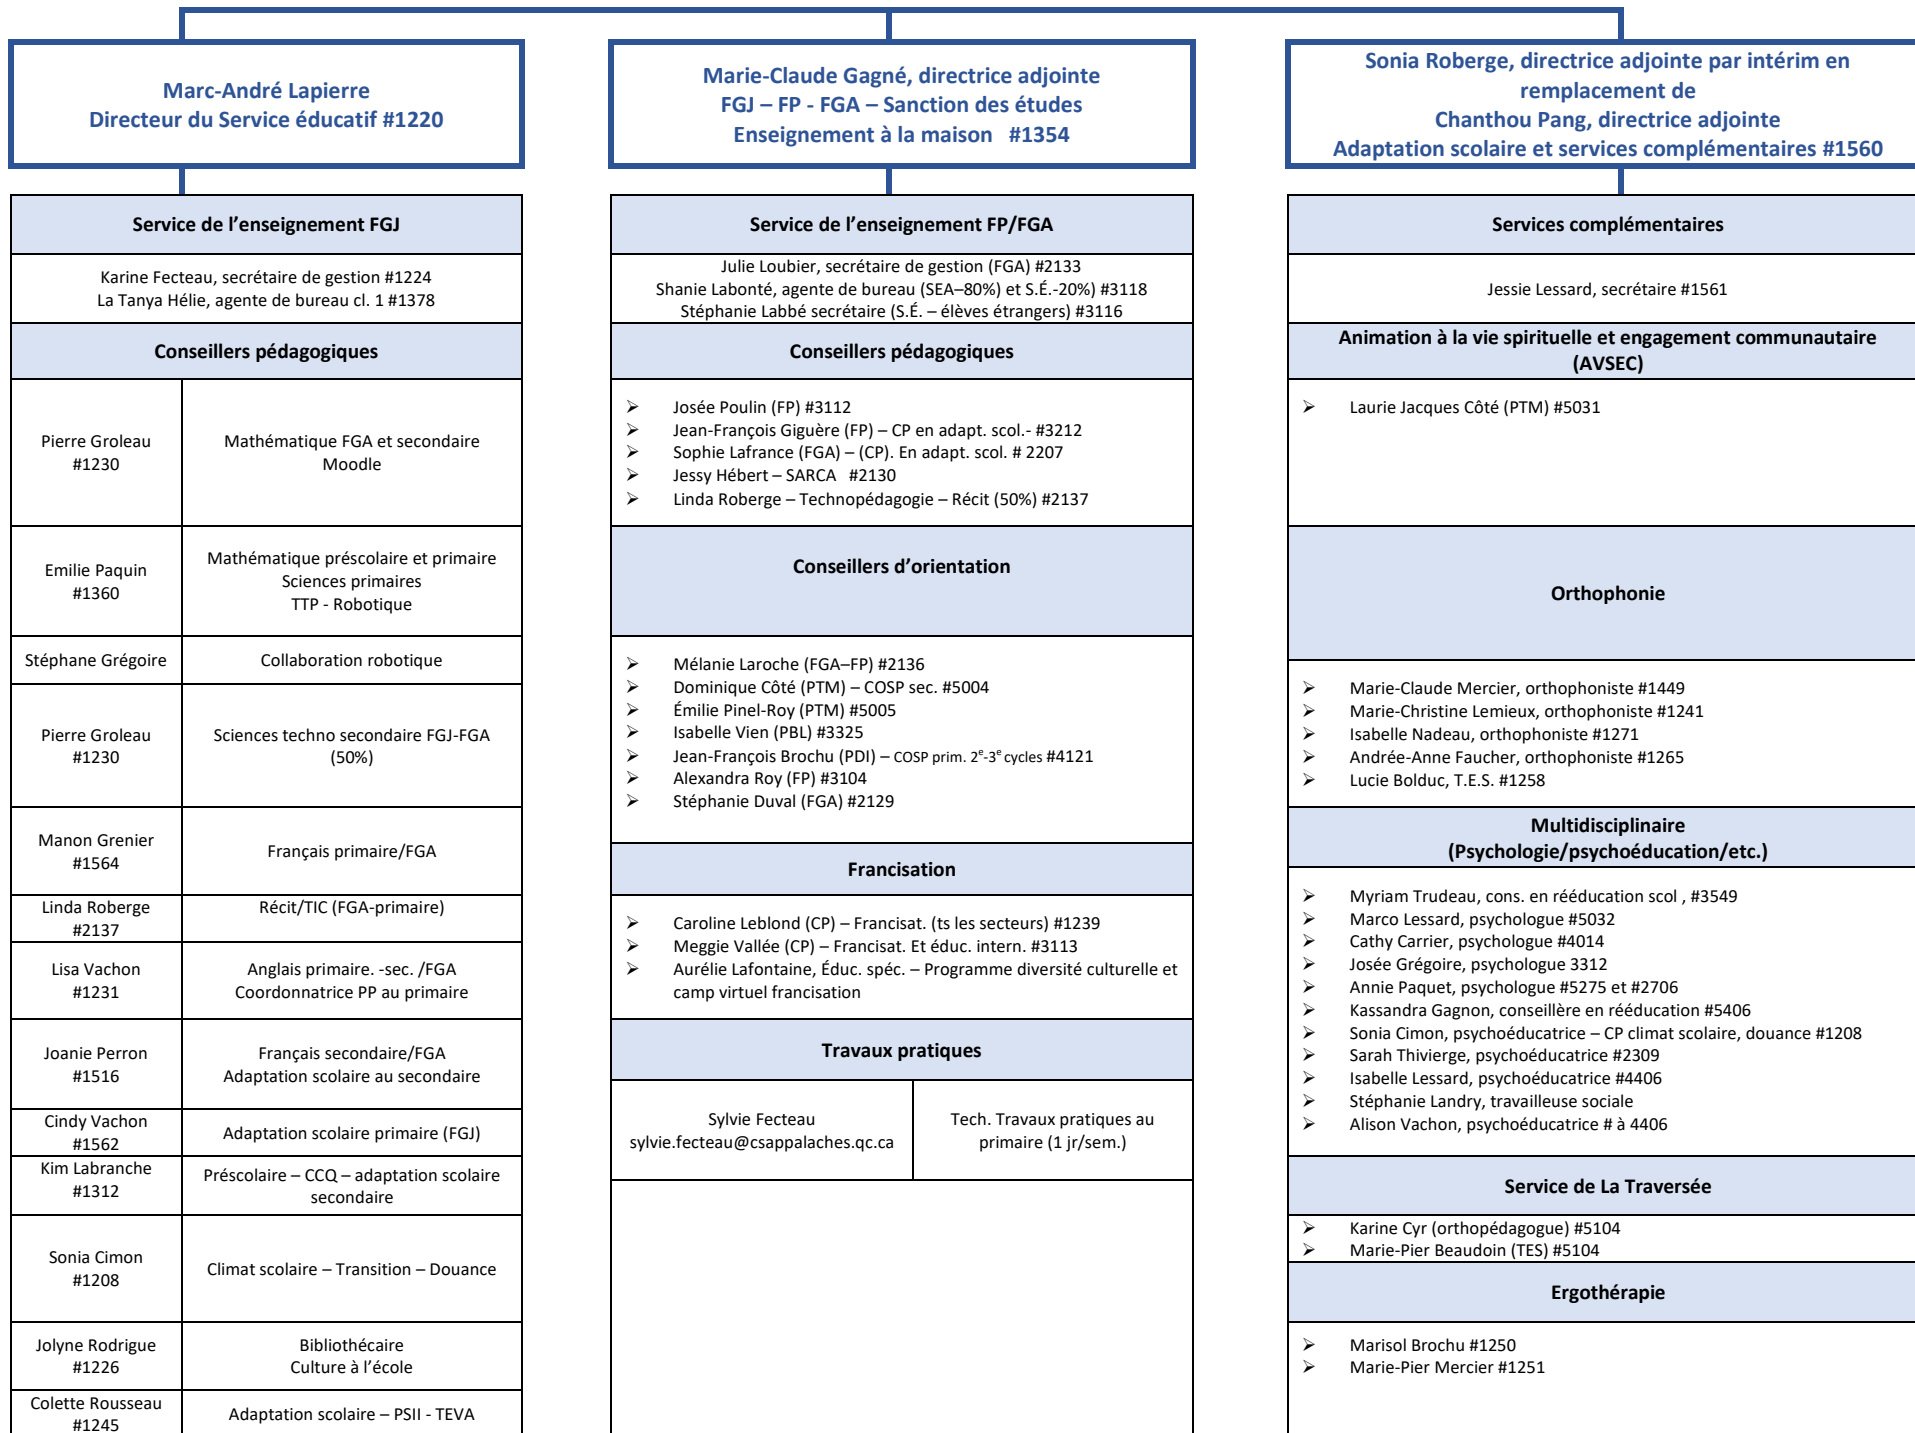 Marc-André Lapierre
Directeur du Service éducatif #1220
Service de l’enseignement FGJ
Karine Fecteau, secrétaire de gestion #1224
La Tanya Hélie, agente de bureau cl. 1 #1378
Conseillers pédagogiques
Pierre Groleau
#1230
Mathématique FGA et secondaire
Moodle
Emilie Paquin
#1360
Mathématique préscolaire et primaire
Sciences primaires
TTP - Robotique
Stéphane Grégoire
Collaboration robotique
Pierre Groleau
#1230
Sciences techno secondaire FGJ-FGA
(50%)
Manon Grenier
#1564
Français primaire/FGA
Linda Roberge
#2137
Récit/TIC (FGA-primaire)
Lisa Vachon
#1231
Anglais primaire. -sec. /FGA
Coordonnatrice PP au primaire
Joanie Perron
#1516
Français secondaire/FGA
Adaptation scolaire au secondaire
Cindy Vachon
#1562
Adaptation scolaire primaire (FGJ)
Kim Labranche
#1312
Préscolaire – CCQ – adaptation scolaire
secondaire
Sonia Cimon
#1208
Climat scolaire – Transition – Douance
Jolyne Rodrigue
#1226
Bibliothécaire
Culture à l’école
Colette Rousseau
#1245
Adaptation scolaire – PSII - TEVA
Marie-Claude Gagné, directrice adjointe
FGJ – FP - FGA – Sanction des études
Enseignement à la maison #1354
Service de l’enseignement FP/FGA
Julie Loubier, secrétaire de gestion (FGA) #2133
Shanie Labonté, agente de bureau (SEA–80%) et S.É.-20%) #3118
Stéphanie Labbé secrétaire (S.É. – élèves étrangers) #3116
Conseillers pédagogiques
➢ Josée Poulin (FP) #3112
➢ Jean-François Giguère (FP) – CP en adapt. scol.- #3212
➢ Sophie Lafrance (FGA) – (CP). En adapt. scol. # 2207
➢ Jessy Hébert – SARCA #2130
➢ Linda Roberge – Technopédagogie – Récit (50%) #2137
Conseillers d’orientation
➢ Mélanie Laroche (FGA–FP) #2136
➢ Dominique Côté (PTM) – COSP sec. #5004
➢ Émilie Pinel-Roy (PTM) #5005
➢ Isabelle Vien (PBL) #3325
➢ Jean-François Brochu (PDI) – COSP prim. 2e-3e cycles #4121
➢ Alexandra Roy (FP) #3104
➢ Stéphanie Duval (FGA) #2129
Francisation
➢ Caroline Leblond (CP) – Francisat. (ts les secteurs) #1239
➢ Meggie Vallée (CP) – Francisat. Et éduc. intern. #3113
➢ Aurélie Lafontaine, Éduc. spéc. – Programme diversité culturelle et
camp virtuel francisation
Travaux pratiques
Sylvie Fecteau
sylvie.fecteau@csappalaches.qc.ca
Tech. Travaux pratiques au
primaire (1 jr/sem.)
Sonia Roberge, directrice adjointe par intérim en
remplacement de
Chanthou Pang, directrice adjointe
Adaptation scolaire et services complémentaires #1560
Services complémentaires
Jessie Lessard, secrétaire #1561
Animation à la vie spirituelle et engagement communautaire
(AVSEC)
➢ Laurie Jacques Côté (PTM) #5031
Orthophonie
➢ Marie-Claude Mercier, orthophoniste #1449
➢ Marie-Christine Lemieux, orthophoniste #1241
➢ Isabelle Nadeau, orthophoniste #1271
➢ Andrée-Anne Faucher, orthophoniste #1265
➢ Lucie Bolduc, T.E.S. #1258
Multidisciplinaire
(Psychologie/psychoéducation/etc.)
➢ Myriam Trudeau, cons. en rééducation scol , #3549
➢ Marco Lessard, psychologue #5032
➢ Cathy Carrier, psychologue #4014
➢ Josée Grégoire, psychologue 3312
➢ Annie Paquet, psychologue #5275 et #2706
➢ Kassandra Gagnon, conseillère en rééducation #5406
➢ Sonia Cimon, psychoéducatrice – CP climat scolaire, douance #1208
➢ Sarah Thivierge, psychoéducatrice #2309
➢ Isabelle Lessard, psychoéducatrice #4406
➢ Stéphanie Landry, travailleuse sociale
➢ Alison Vachon, psychoéducatrice # à 4406
Service de La Traversée
➢ Karine Cyr (orthopédagogue) #5104
➢ Marie-Pier Beaudoin (TES) #5104
Ergothérapie
➢ Marisol Brochu #1250
➢ Marie-Pier Mercier #1251